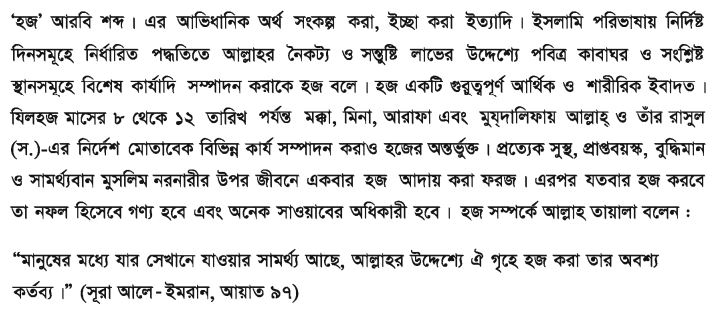 ‘হজ’ আরবি শব্দ। এর আভিধানিক অর্থ সংকল্প করা, ইচ্ছা করা ইত্যাদি। ইসলামি পরিভাষায় নির্দিষ্ট
দিনসমূহে নির্ধারিত পদ্ধতিতে আল্লাহর নৈকট্য ও সন্তুষ্টি লাভের উদ্দেশ্যে পবিত্র কাবাঘর ও সংশ্লিষ্ট
স্থানসমূহে বিশেষ কার্যাদি সম্পাদন করাকে হজ বলে। হজ একটি গুরুত্বপূর্ণ আর্থিক ও শারীরিক ইবাদত।
যিলহজ মাসের ৮ থেকে ১২ তারিখ পর্যন্ত মক্কা, মিনা, আরাফা এবং মুয্দালিফায় আল্লাহ্ ও তাঁর রাসুল
(স.)-এর নির্দেশ মোতাবেক বিভিন্ন কার্য সম্পাদন করাও হজের অন্তর্ভুক্ত। প্রত্যেক সুস্থ, প্রাপ্তবয়স্ক, বুদ্ধিমান
ও সামর্থ্যবান মুসলিম নরনারীর উপর জীবনে একবার হজ আদায় করা ফরজ। এরপর যতবার হজ করবে
তা নফল হিসেবে গণ্য হবে এবং অনেক সাওয়াবের অধিকারী হবে। হজ সম্পর্কে আল্লাহ তায়ালা বলেন :
“মানুষের মধ্যে যার সেখানে যাওয়ার সামর্থ্য আছে, আল্লাহর উদ্দেশ্যে ঐ গৃহে হজ করা তার অবশ্য
কর্তব্য।” (সূরা আলে-ইমরান, আয়াত ৯৭)